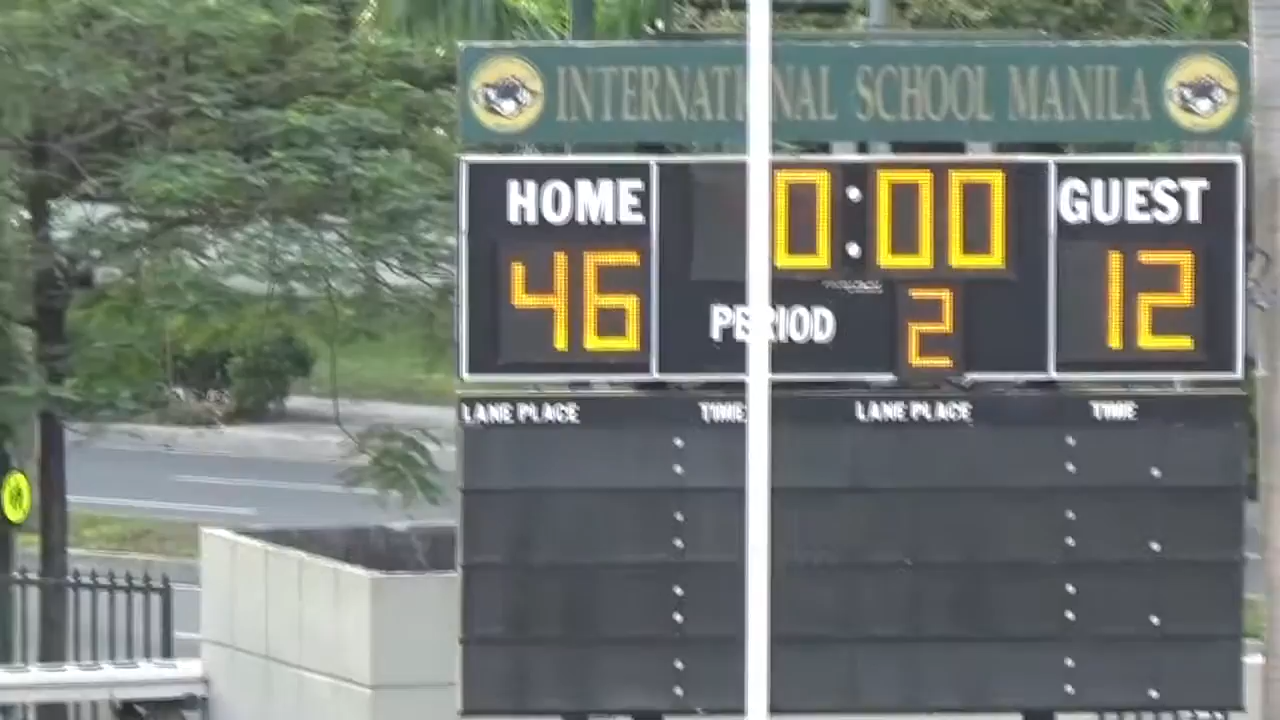 INTERNATIONAL SCHOOL MANILA
HOME 0:00 GUEST
46 12
PERIOD 2
LANE PLACE TIME LANE PLACE TIME